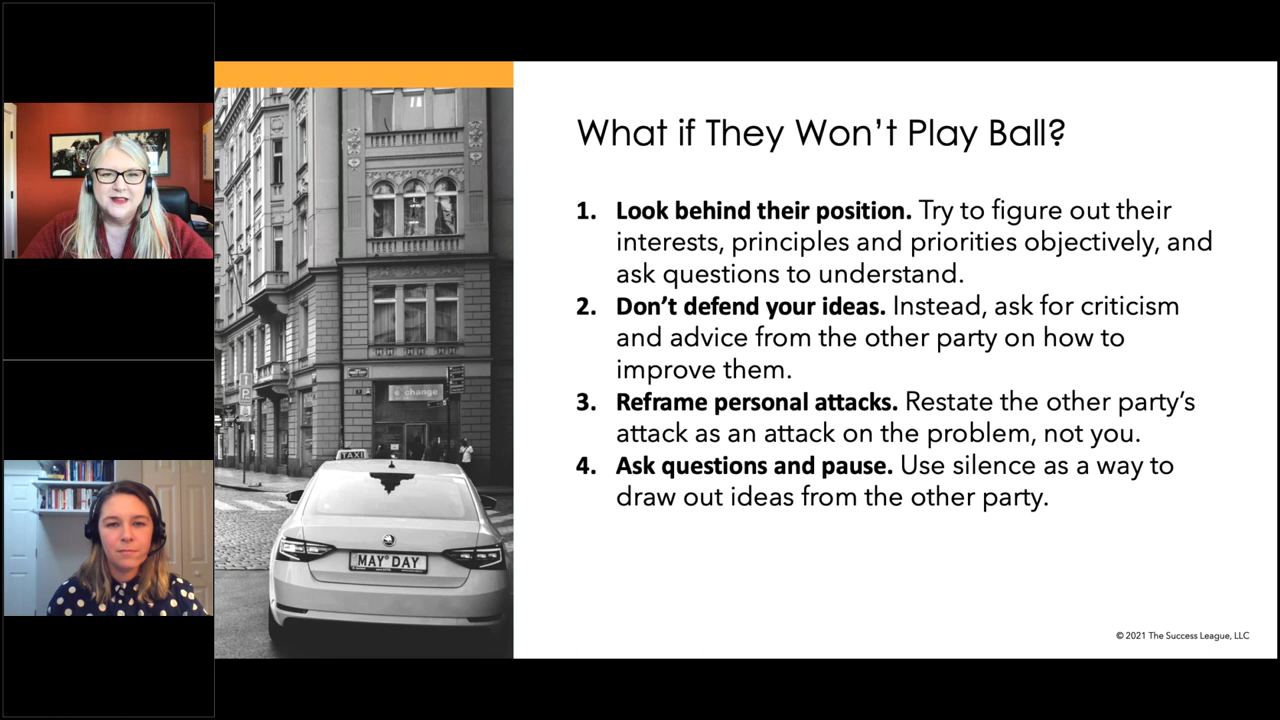 What if They Won't Play Ball?
1. Look behind their position. Try to figure out their
interests, principles and priorities objectively, and
ask questions to understand.
2. Don't defend your ideas. Instead, ask for criticism
and advice from the other party on how to
improve them.
3. Reframe personal attacks. Restate the other party's
attack as an attack on the problem, not you.
4. Ask questions and pause. Use silence as a way to
draw out ideas from the other party.
© 2021 The Success League, LLC
TAXI
MAY DAY